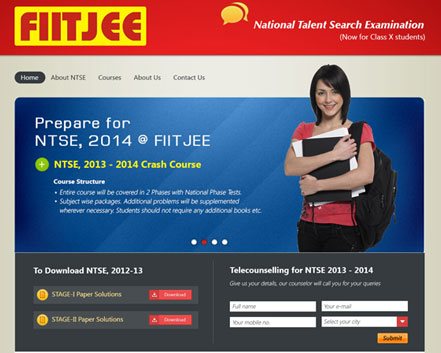 FIITJEE
National Talent Search Examination
(Now for Class X students)
Home About NTSE Courses About Us Contact Us
Prepare for
NTSE, 2014 @ FIITJEE
NTSE, 2013 - 2014 Crash Course
Course Structure
• Entire course will be covered in 2 Phases with National Phase Tests.
• Subject wise packages. Additional problems will be supplemented
wherever necessary. Students should not require any additional books etc.
To Download NTSE, 2012-13
STAGE-I Paper Solutions Download
STAGE-II Paper Solutions Download
Telecounselling for NTSE 2013 - 2014
Give us your details, our counselor will call you for your queries
Full name Your e-mail
Your mobile no. Select your city
Submit